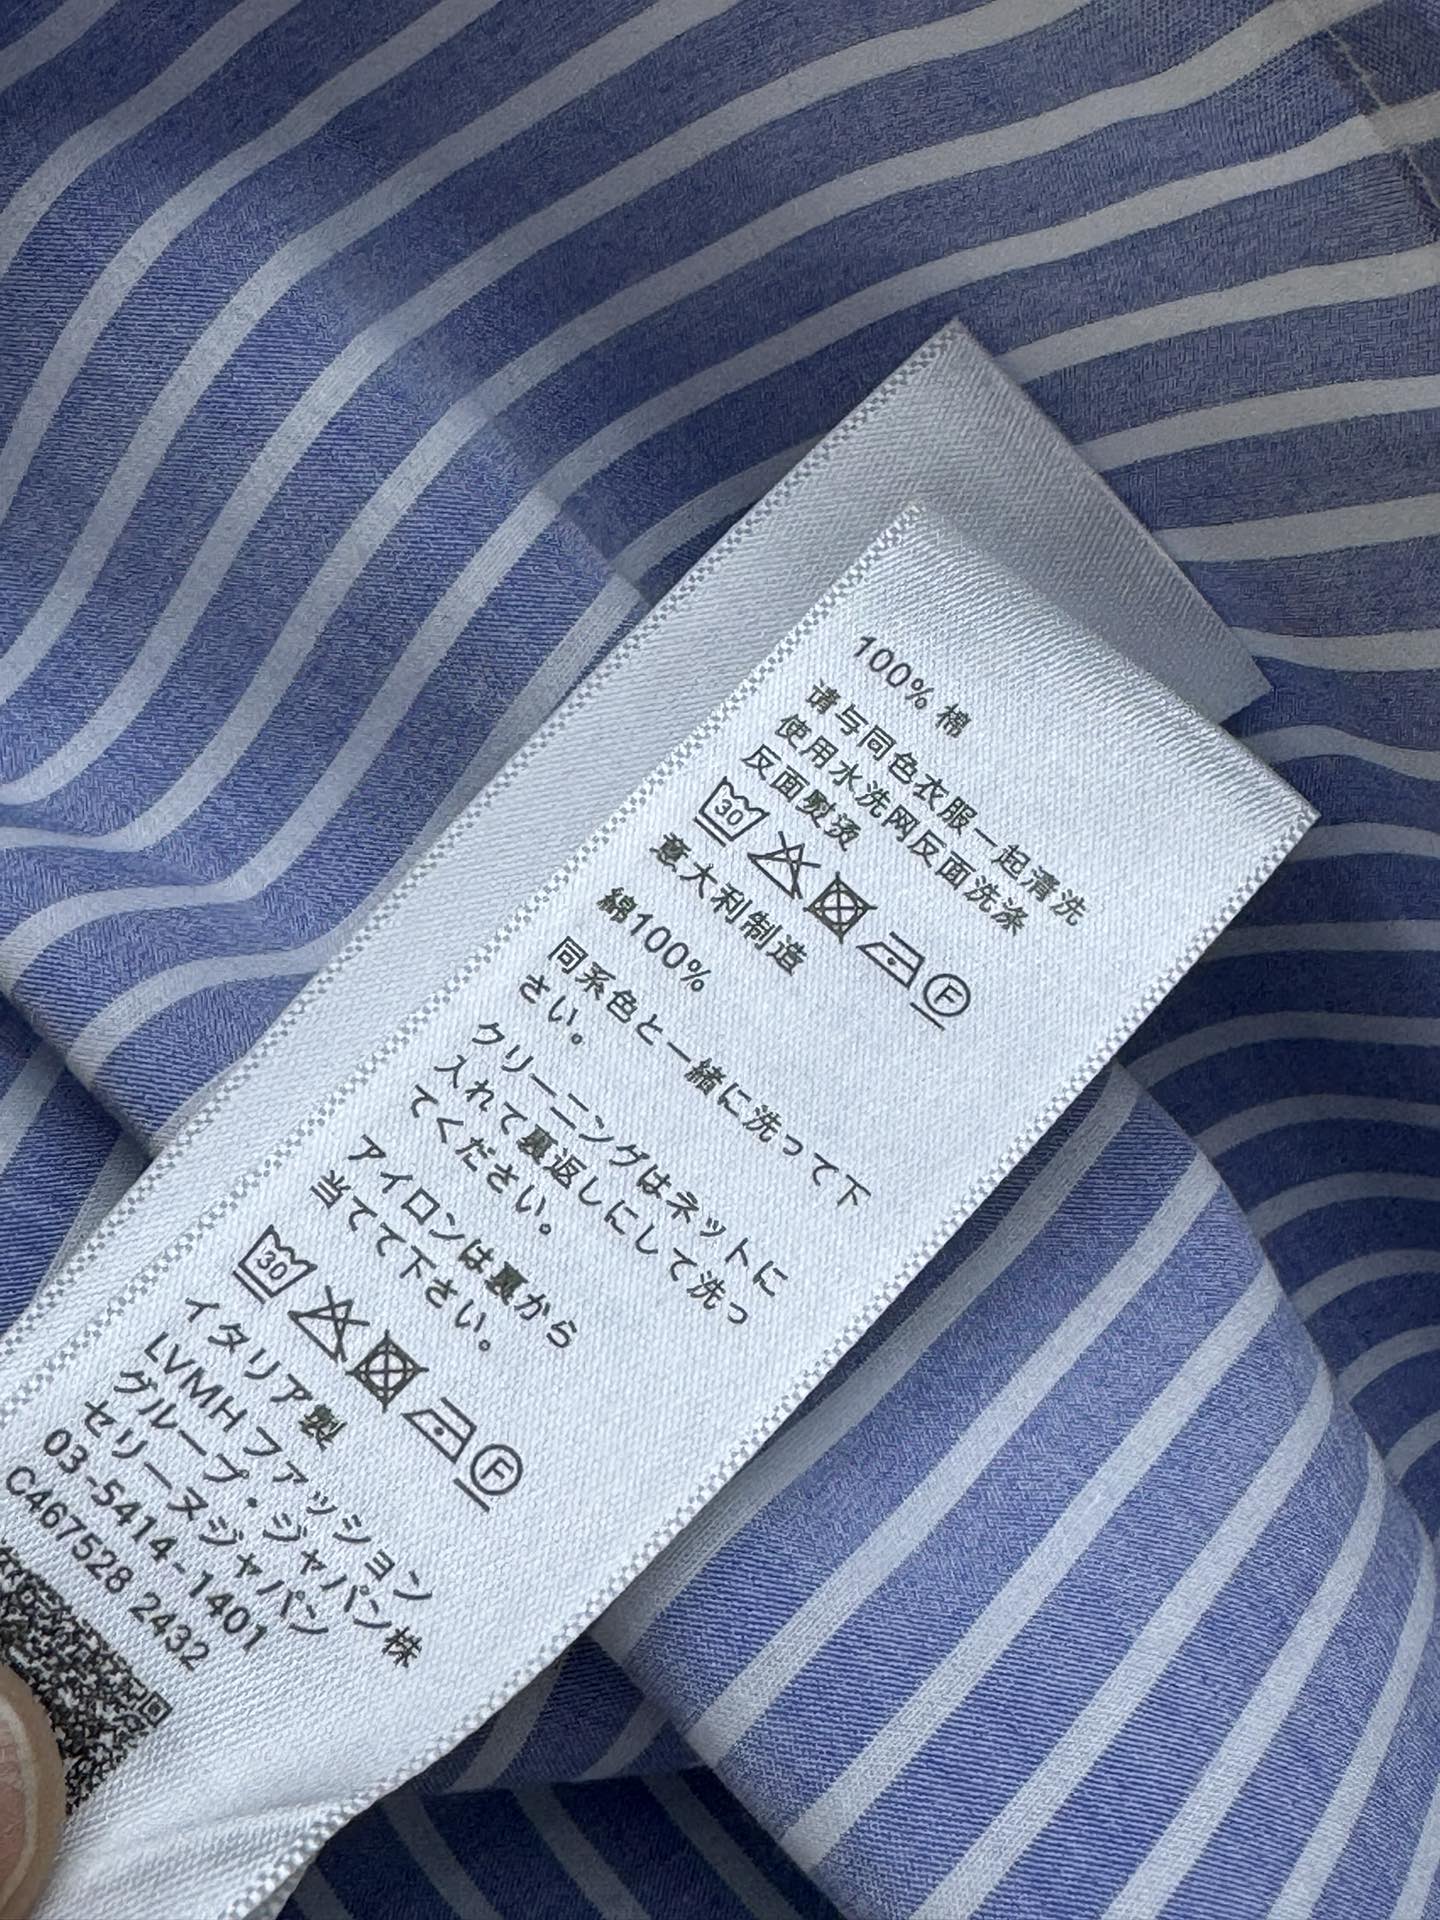 100% 棉
请与同色衣服一起清洗
使用水洗网反面洗涤
反面熨烫
30 F
意大利制造
綿100%
同系色と一緒に洗って下
さい。
クリーニングはネットに
入れて裏返しにして洗っ
てください。
アイロンは裏から
当てて下さい。
30 F
イタリア製
LVMH ファッション
グループ・ジャパン株
セリーヌジャパン
03-5414-1401
C467528 2432